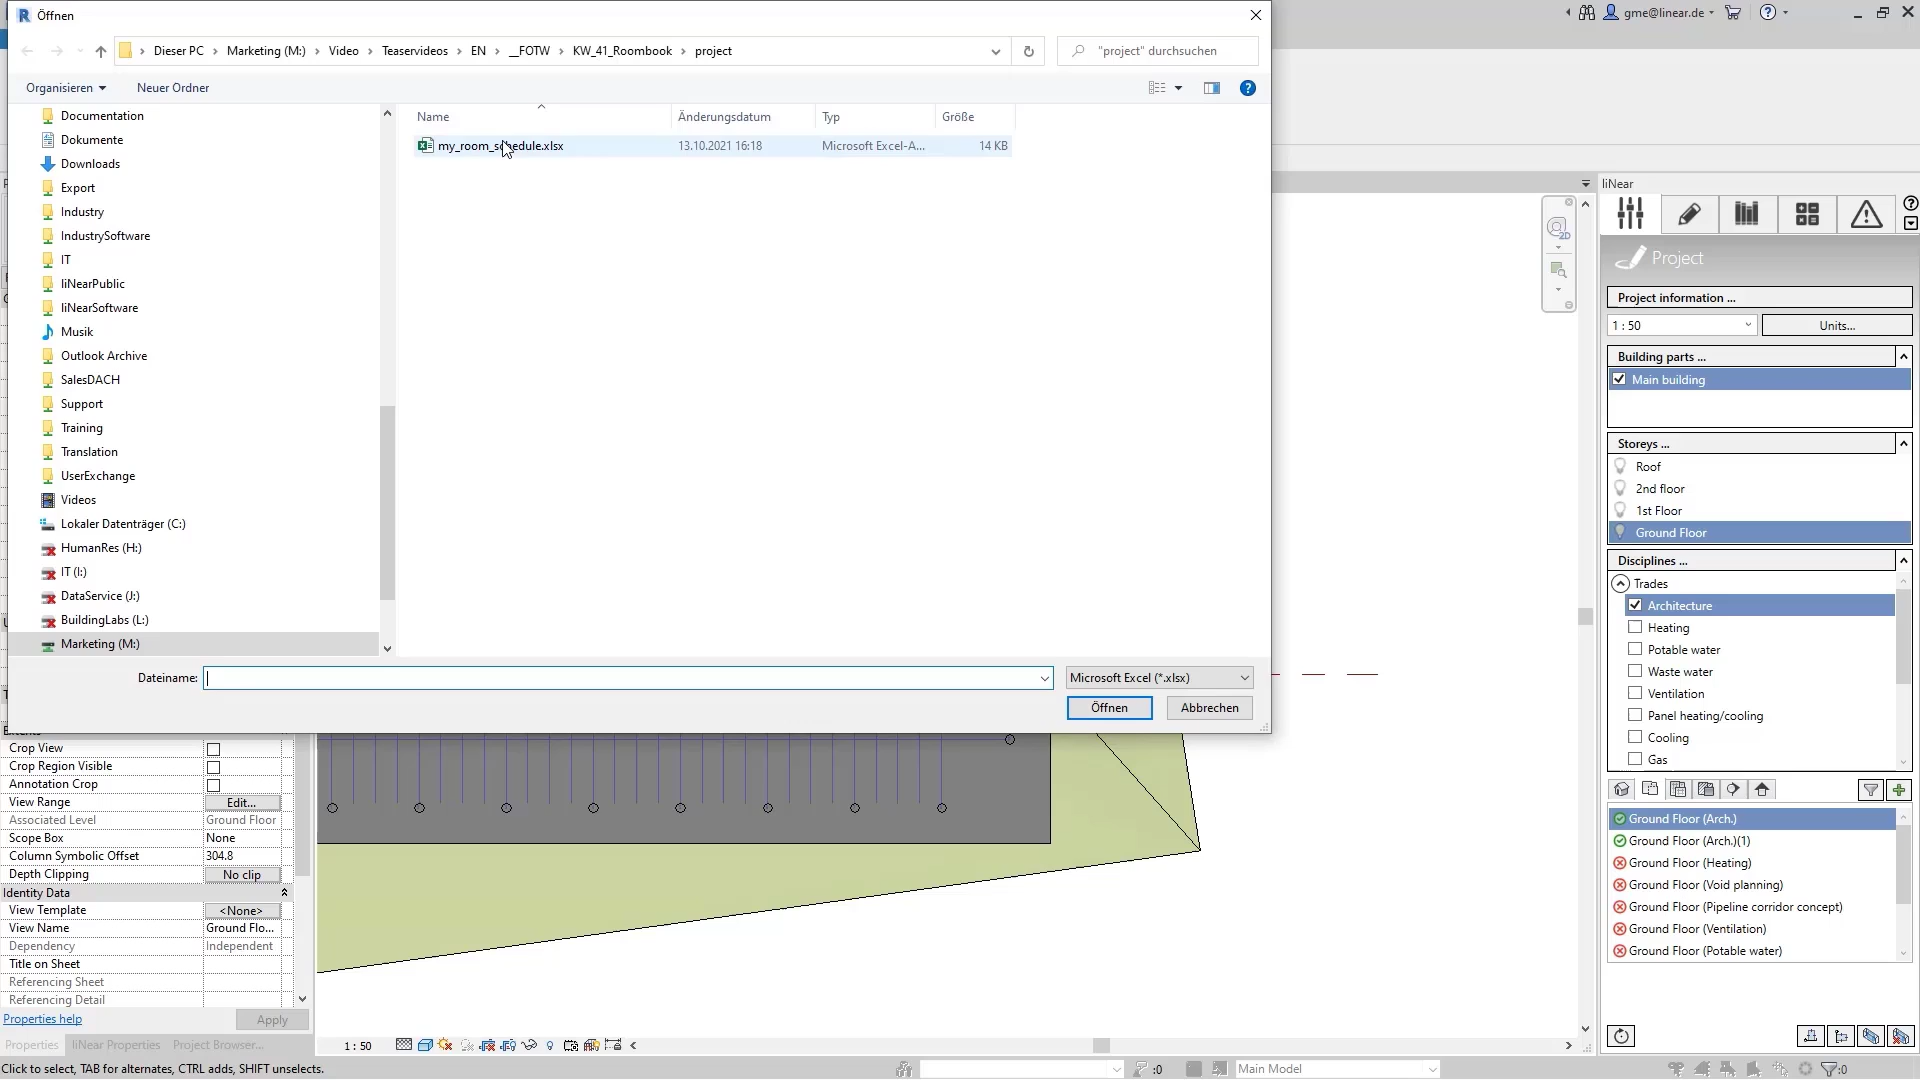 Öffnen
gme@linear.de
Dieser PC
Marketing (M:)
Video
Teaservideos
EN
__FOTW
KW_41_Roombook
project
"project" durchsuchen
Organisieren
Neuer Ordner
Name
Änderungsdatum
Typ
Größe
my_room_schedule.xlsx
13.10.2021 16:18
Microsoft Excel-A...
14 KB
Documentation
Dokumente
Downloads
Export
Industry
IndustrySoftware
IT
liNearPublic
liNearSoftware
Musik
Outlook Archive
SalesDACH
Support
Training
Translation
UserExchange
Videos
Lokaler Datenträger (C:)
HumanRes (H:)
IT (I:)
DataService (J:)
BuildingLabs (L:)
Marketing (M:)
Dateiname:
Microsoft Excel (*.xlsx)
Öffnen
Abbrechen
Crop View
Crop Region Visible
Annotation Crop
View Range
Edit...
Associated Level
Ground Floor
Scope Box
None
Column Symbolic Offset
304.8
Depth Clipping
No clip
Identity Data
View Template
<None>
View Name
Ground Flo...
Dependency
Independent
Title on Sheet
Referencing Sheet
Referencing Detail
Properties help
Apply
Properties
liNear Properties
Project Browser...
1 : 50
Click to select, TAB for alternates, CTRL adds, SHIFT unselects.
:0
Main Model
:0
2D
liNear
Project
Project information ...
1 : 50
Units...
Building parts ...
Main building
Storeys ...
Roof
2nd floor
1st Floor
Ground Floor
Disciplines ...
Trades
Architecture
Heating
Potable water
Waste water
Ventilation
Panel heating/cooling
Cooling
Gas
Ground Floor (Arch.)
Ground Floor (Arch.)(1)
Ground Floor (Heating)
Ground Floor (Void planning)
Ground Floor (Pipeline corridor concept)
Ground Floor (Ventilation)
Ground Floor (Potable water)